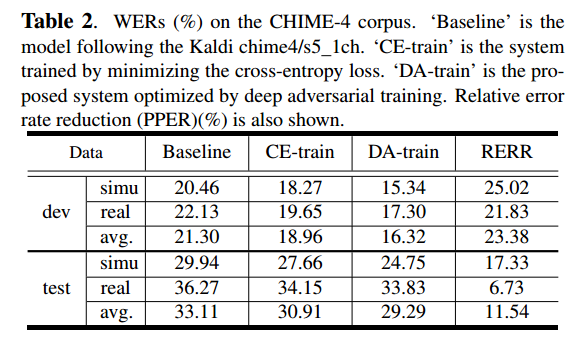 Table 2. WERs (%) on the CHIME-4 corpus. ‘Baseline’ is the
model following the Kaldi chime4/s5_1ch. ‘CE-train’ is the system
trained by minimizing the cross-entropy loss. ‘DA-train’ is the pro-
posed system optimized by deep adversarial training. Relative error
rate reduction (PPER)(%) is also shown.
Data Baseline CE-train DA-train RERR
simu 20.46 18.27 15.34 25.02
dev real 22.13 19.65 17.30 21.83
avg. 21.30 18.96 16.32 23.38
simu 29.94 27.66 24.75 17.33
test real 36.27 34.15 33.83 6.73
avg. 33.11 30.91 29.29 11.54